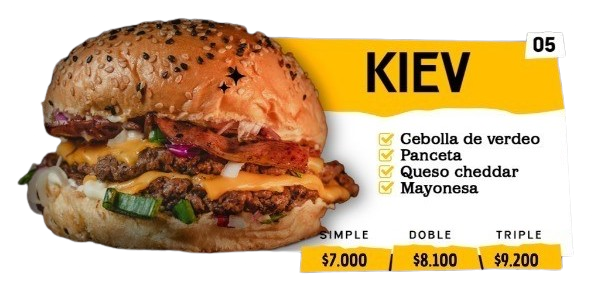 05
KIEV
Cebolla de verdeo
Panceta
Queso cheddar
Mayonesa
SIMPLE DOBLE TRIPLE
$7.000 $8.100 $9.200